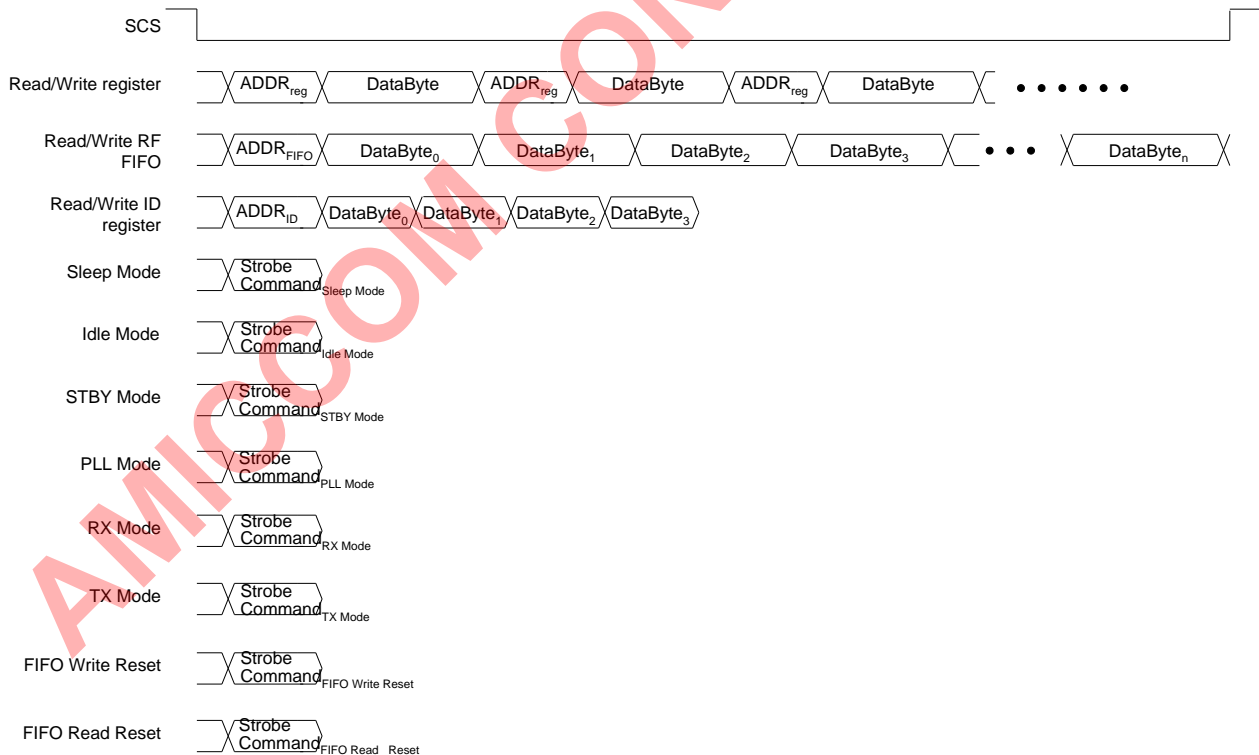 SCS
Read/Write register ADDRreg DataByte ADDRreg DataByte ADDRreg DataByte
Read/Write RF
FIFO
ADDRFIFO DataByte0 DataByte1 DataByte2 DataByte3 DataByten
Read/Write ID
register
ADDRID DataByte0 DataByte1 DataByte2 DataByte3
Sleep Mode
Strobe
CommandSleep Mode
Idle Mode
Strobe
CommandIdle Mode
STBY Mode
Strobe
CommandSTBY Mode
PLL Mode
Strobe
CommandPLL Mode
RX Mode
Strobe
CommandRX Mode
TX Mode
Strobe
CommandTX Mode
FIFO Write Reset
Strobe
CommandFIFO Write Reset
FIFO Read Reset
Strobe
CommandFIFO Read Reset
AMICCOM CON